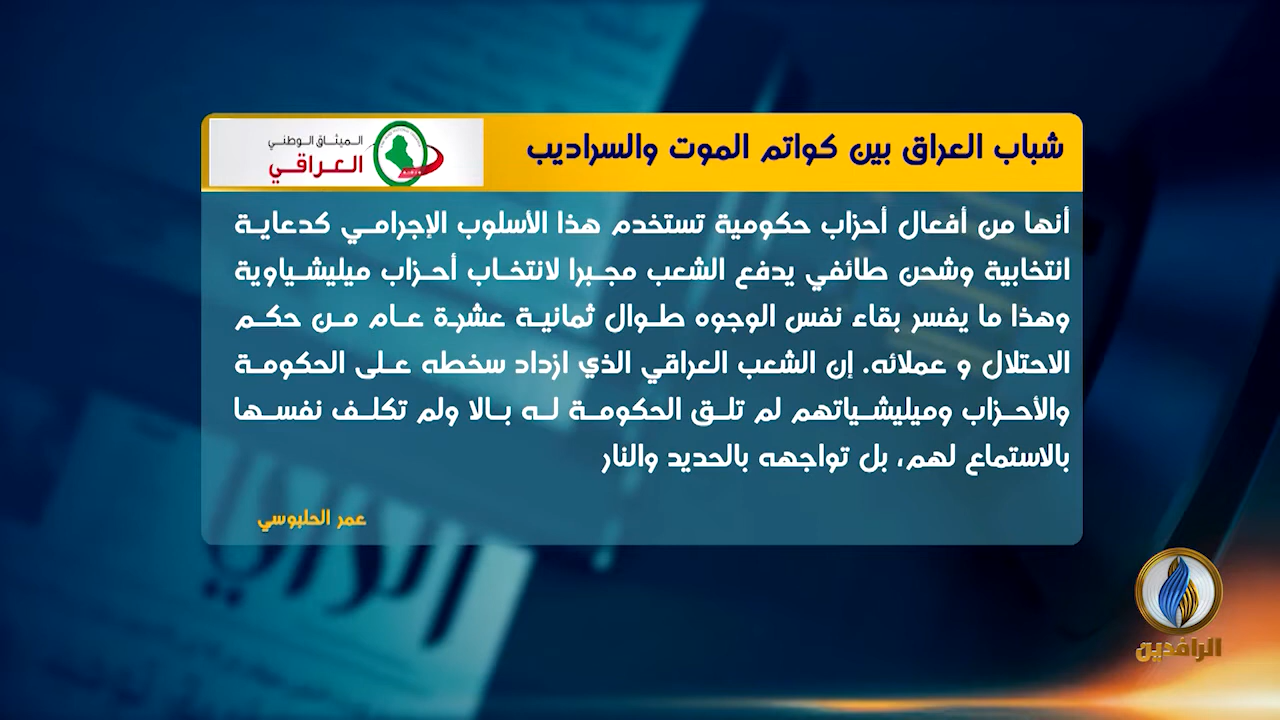 شباب العراق بين كواتم الموت والسراديب
الميثاق الوطني
العراقي
أنها من أفعال أحزاب حكومية تستخدم هذا الأسلوب الإجرامي كدعاية
انتخابية وشحن طائفي يدفع الشعب مجبرا لانتخاب أحزاب ميليشياوية
وهذا ما يفسر بقاء نفس الوجوه طوال ثمانية عشرة عام من حكم
الاحتلال و عملائه. إن الشعب العراقي الذي ازداد سخطه على الحكومة
والأحزاب وميليشياتهم لم تلق الحكومة له بالا ولم تكلف نفسها
بالاستماع لهم، بل تواجهه بالحديد والنار
عمر الحلبوسي
الرأي
الرافدين